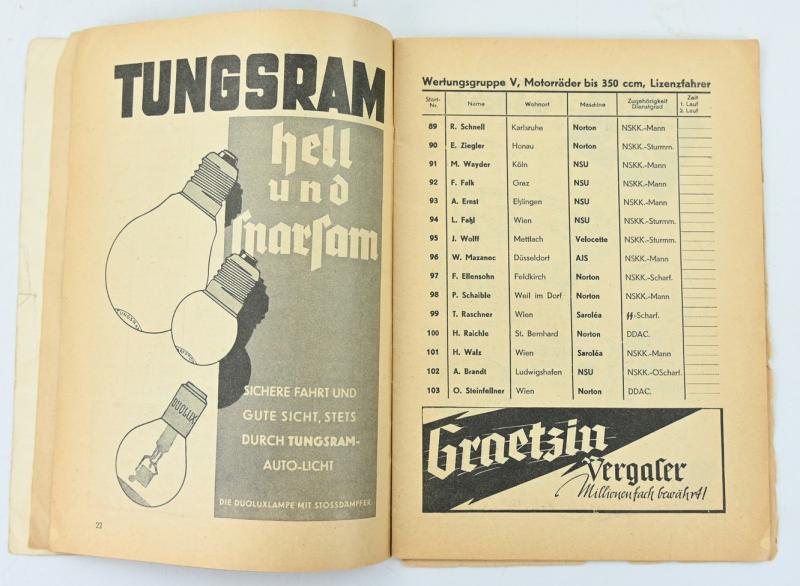 TUNGSRAM
hell
und
sparsam
TUNGSRAM
DUOLUX
SICHERE FAHRT UND
GUTE SICHT, STETS
DURCH TUNGSRAM-
AUTO-LICHT
DIE DUOLUXLAMPE MIT STOSSDÄMPFER
22
Wertungsgruppe V, Motorräder bis 350 ccm, Lizenzfahrer
Start-Nr. Name Wohnort Maschine Zugehörigkeit Dienstgrad Zeit 1. Lauf 2. Lauf
89 R. Schnell Karlsruhe Norton NSKK.-Mann
90 E. Ziegler Honau Norton NSKK.-Sturmm.
91 M. Wayder Köln NSU NSKK.-Mann
92 F. Falk Graz NSU NSKK.-Mann
93 A. Ernst Eßlingen NSU NSKK.-Mann
94 L. Faßl Wien NSU NSKK.-Sturmm.
95 J. Wolff Mettlach Velocette NSKK.-Sturmm.
96 W. Mazanec Düsseldorf AJS NSKK.-Mann
97 F. Ellensohn Feldkirch Norton NSKK.-Scharf.
98 P. Schaible Weil im Dorf Norton NSKK.-Mann
99 T. Raschner Wien Saroléa ᛋᛋ-Scharf.
100 H. Raichle St. Bernhard Norton DDAC.
101 H. Walz Wien Saroléa NSKK.-Mann
102 A. Brandt Ludwigshafen NSU NSKK.-OScharf.
103 O. Steinfellner Wien Norton DDAC.
Graetzin
Vergaser
Millionenfach bewährt!